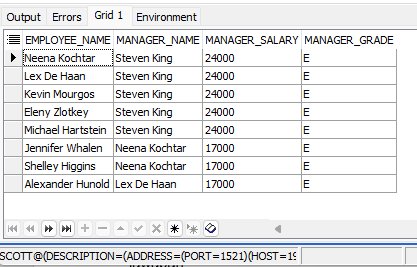 Output Errors Grid 1 Environment
EMPLOYEE_NAME MANAGER_NAME MANAGER_SALARY MANAGER_GRADE
Neena Kochtar Steven King 24000 E
Lex De Haan Steven King 24000 E
Kevin Mourgos Steven King 24000 E
Eleny Zlotkey Steven King 24000 E
Michael Hartstein Steven King 24000 E
Jennifer Whalen Neena Kochtar 17000 E
Shelley Higgins Neena Kochtar 17000 E
Alexander Hunold Lex De Haan 17000 E
SCOTT@(DESCRIPTION=(ADDRESS=(PORT=1521)(HOST=19